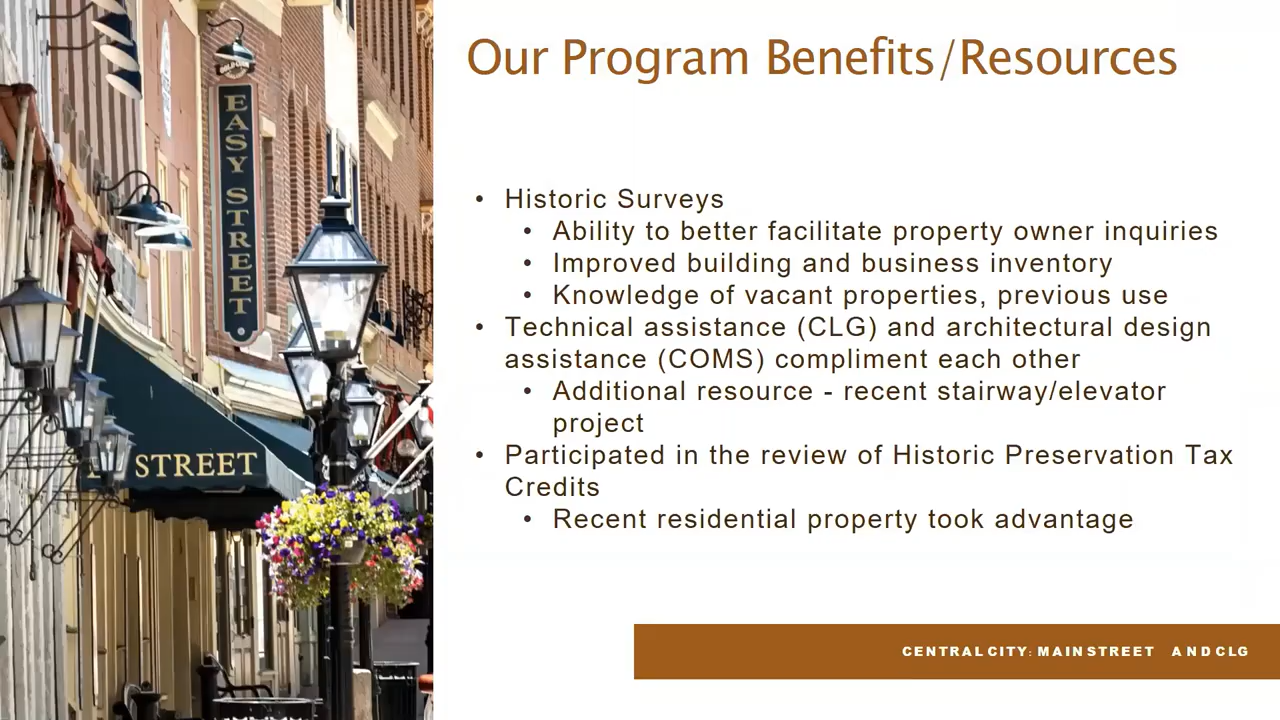 Our Program Benefits/Resources
EASY STREET
STREET
• Historic Surveys
• Ability to better facilitate property owner inquiries
• Improved building and business inventory
• Knowledge of vacant properties, previous use
• Technical assistance (CLG) and architectural design
assistance (COMS) compliment each other
• Additional resource - recent stairway/elevator
project
• Participated in the review of Historic Preservation Tax
Credits
• Recent residential property took advantage
CENTRAL CITY: MAIN STREET AND CLG